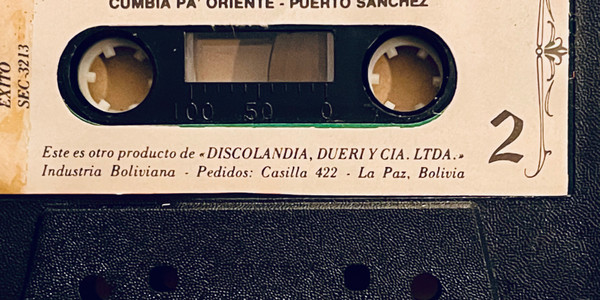 CUMBIA PA' ORIENTE - PUERTO SANCHEZ
EXITO
SEC-3213
100 50 0
2
Este es otro producto de «DISCOLANDIA, DUERI Y CIA. LTDA.»
Industria Boliviana - Pedidos: Casilla 422 - La Paz, Bolivia